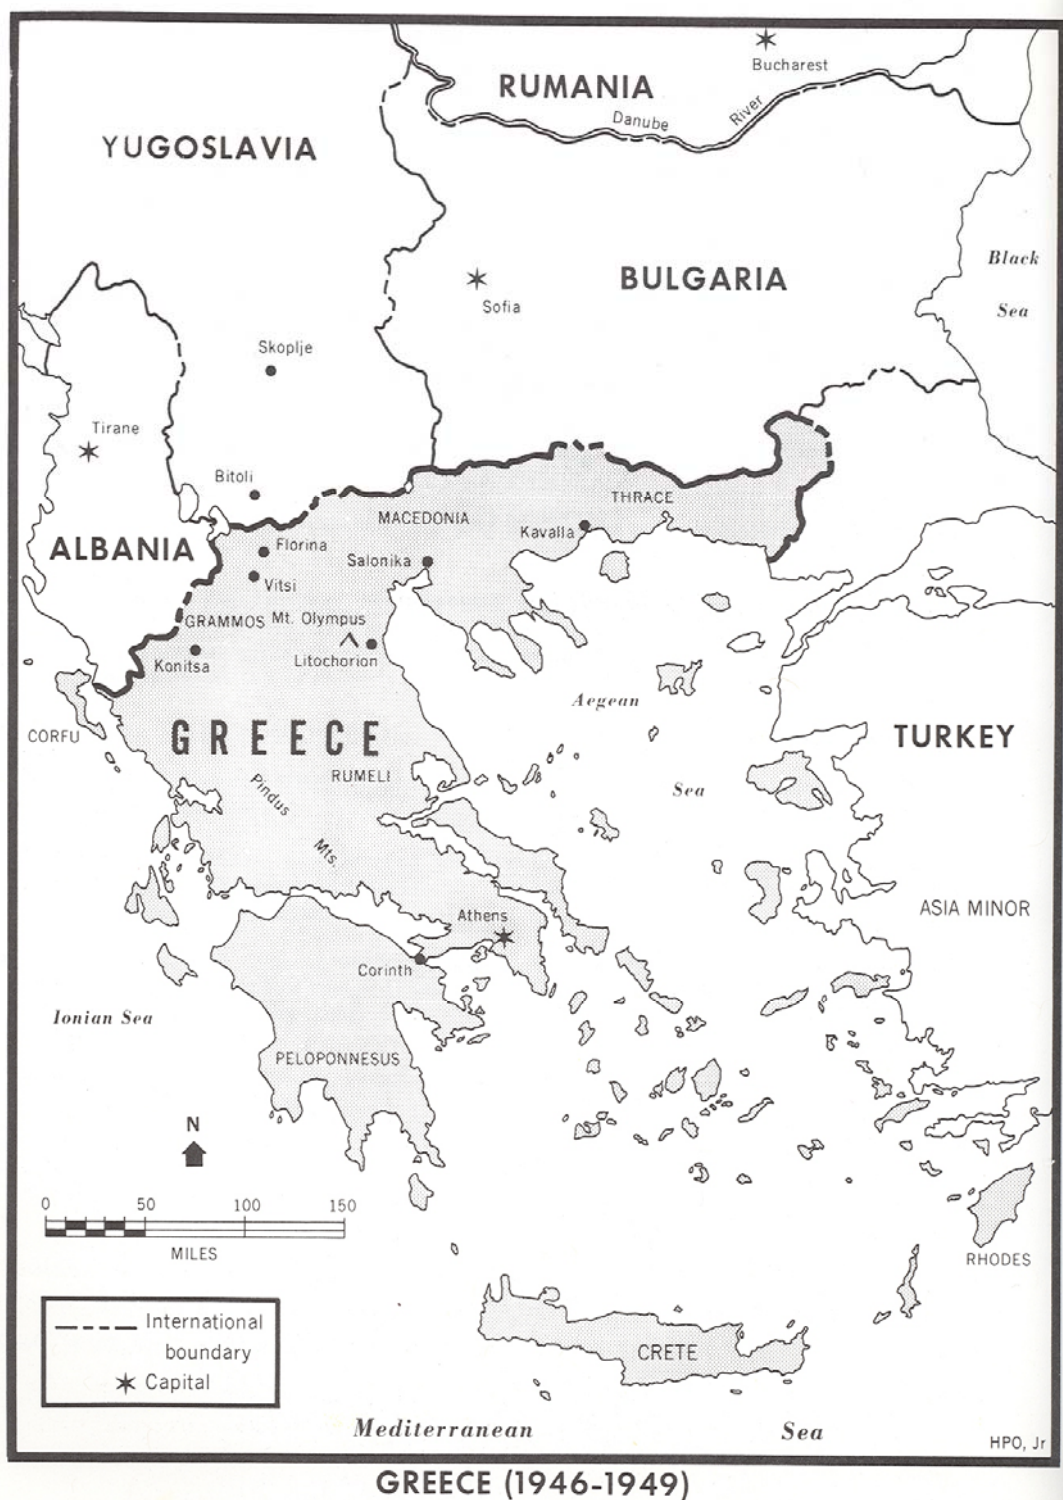 Bucharest
RUMANIA
Danube River
YUGOSLAVIA
BULGARIA
Black
Sea
Sofia
Skoplje
Tirane
Bitoli
THRACE
MACEDONIA
Kavalla
ALBANIA
Florina
Salonika
Vitsi
GRAMMOS
Mt. Olympus
Litochorion
Konitsa
Aegean
Sea
CORFU
GREECE
TURKEY
RUMELI
Pindus
Mts.
ASIA MINOR
Athens
Corinth
Ionian Sea
PELOPONNESUS
N
0 50 100 150
MILES
RHODES
International
boundary
Capital
CRETE
Mediterranean Sea
HPO, Jr
GREECE (1946-1949)